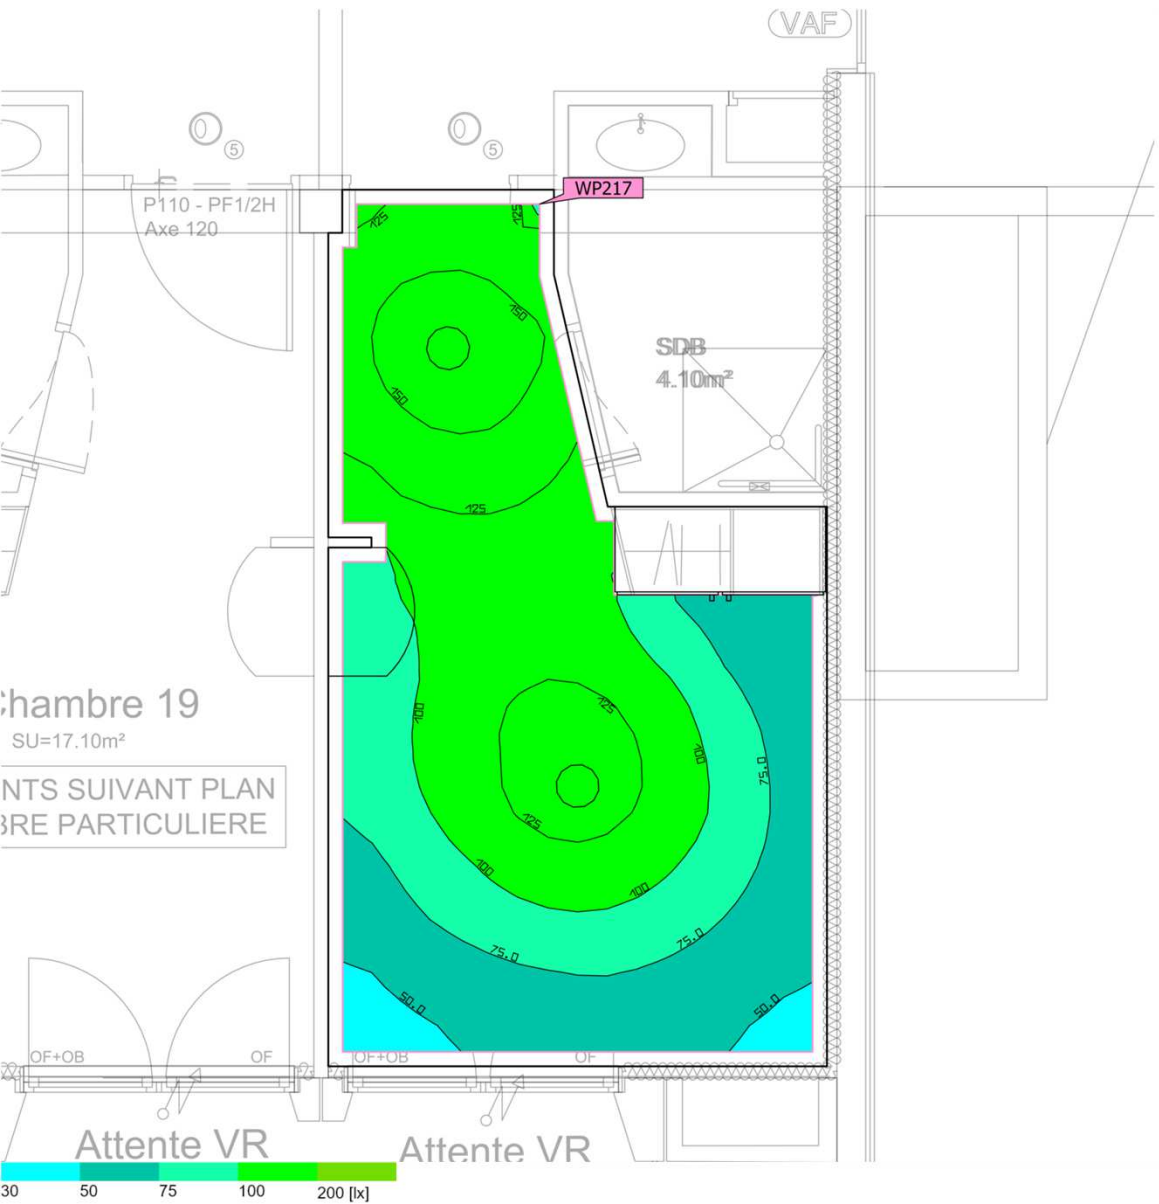 VAF
5
5
WP217
P110 - PF1/2H
Axe 120
125
125
150
SDB
4.10m²
150
125
hambre 19
SU=17.10m²
100
125
100
75.0
NTS SUIVANT PLAN
BRE PARTICULIERE
125
100
100
75.0
75.0
50.0
50.0
OF+OB
OF
OF+OB
OF
Attente VR
Attente VR
30
50
75
100
200 [lx]